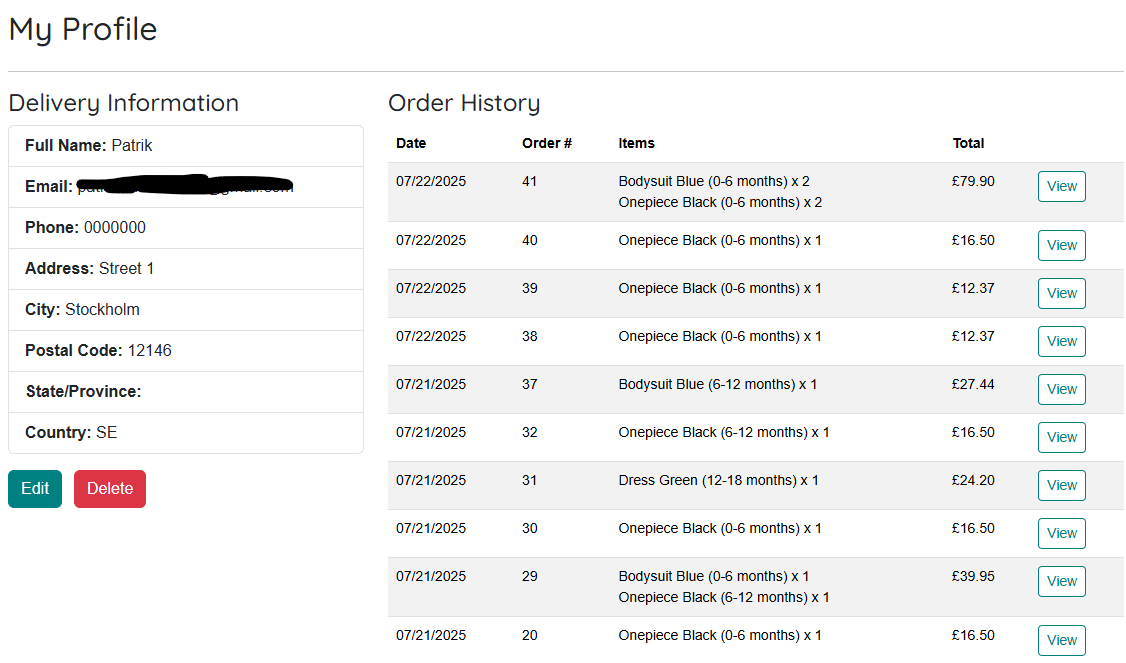 My Profile
Delivery Information
Full Name: Patrik
Email:
Phone: 0000000
Address: Street 1
City: Stockholm
Postal Code: 12146
State/Province:
Country: SE
Edit Delete
Order History
Date Order # Items Total
07/22/2025 41 Bodysuit Blue (0-6 months) x 2 £79.90 View
Onepiece Black (0-6 months) x 2
07/22/2025 40 Onepiece Black (0-6 months) x 1 £16.50 View
07/22/2025 39 Onepiece Black (0-6 months) x 1 £12.37 View
07/22/2025 38 Onepiece Black (0-6 months) x 1 £12.37 View
07/21/2025 37 Bodysuit Blue (6-12 months) x 1 £27.44 View
07/21/2025 32 Onepiece Black (6-12 months) x 1 £16.50 View
07/21/2025 31 Dress Green (12-18 months) x 1 £24.20 View
07/21/2025 30 Onepiece Black (0-6 months) x 1 £16.50 View
07/21/2025 29 Bodysuit Blue (0-6 months) x 1 £39.95 View
Onepiece Black (6-12 months) x 1
07/21/2025 20 Onepiece Black (0-6 months) x 1 £16.50 View